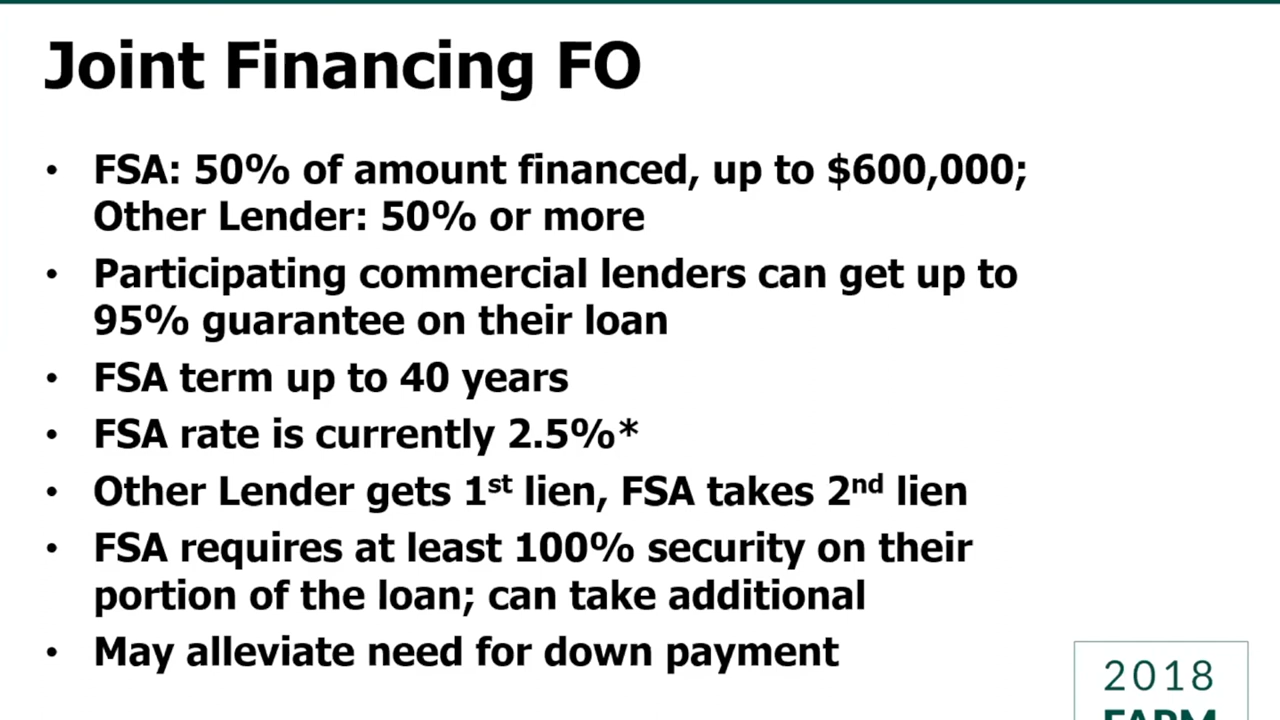 Joint Financing FO
• FSA: 50% of amount financed, up to $600,000;
Other Lender: 50% or more
• Participating commercial lenders can get up to
95% guarantee on their loan
• FSA term up to 40 years
• FSA rate is currently 2.5%*
• Other Lender gets 1st lien, FSA takes 2nd lien
• FSA requires at least 100% security on their
portion of the loan; can take additional
• May alleviate need for down payment
2018
FARM